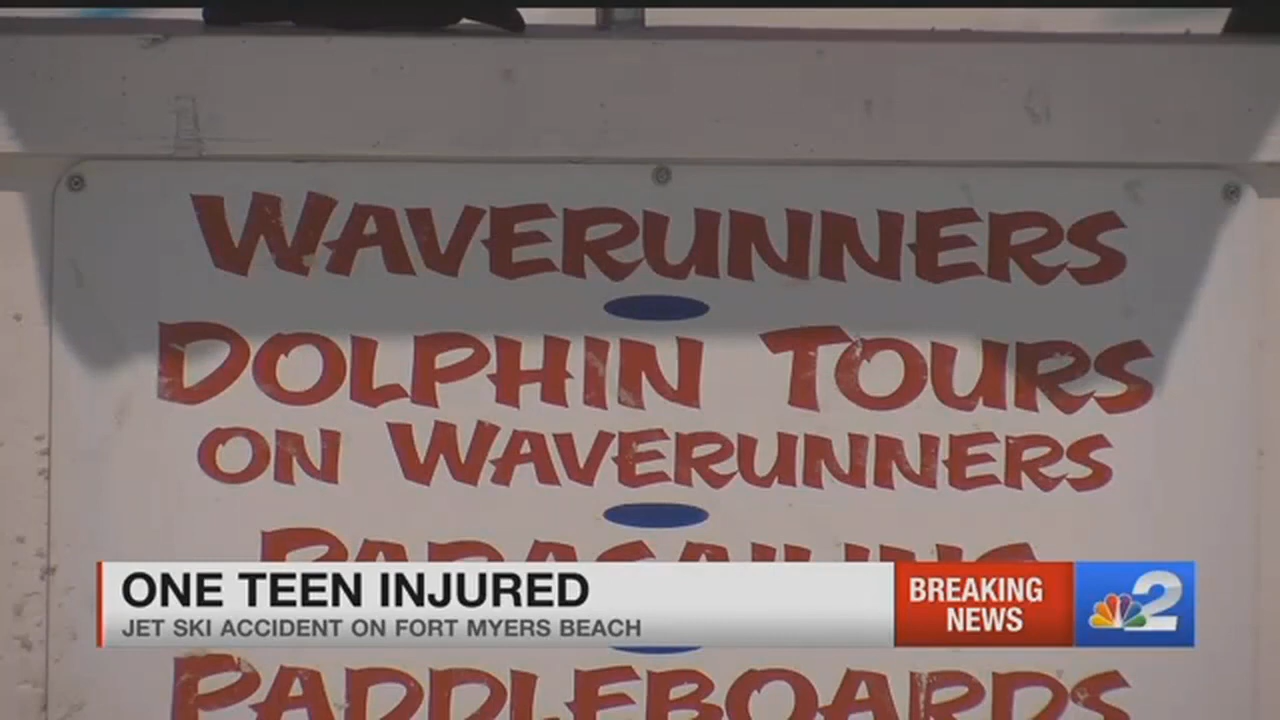 WAVERUNNERS
DOLPHIN TOURS
ON WAVERUNNERS
PARASAILING
ONE TEEN INJURED
JET SKI ACCIDENT ON FORT MYERS BEACH
BREAKING
NEWS
2
PADDLEBOARDS